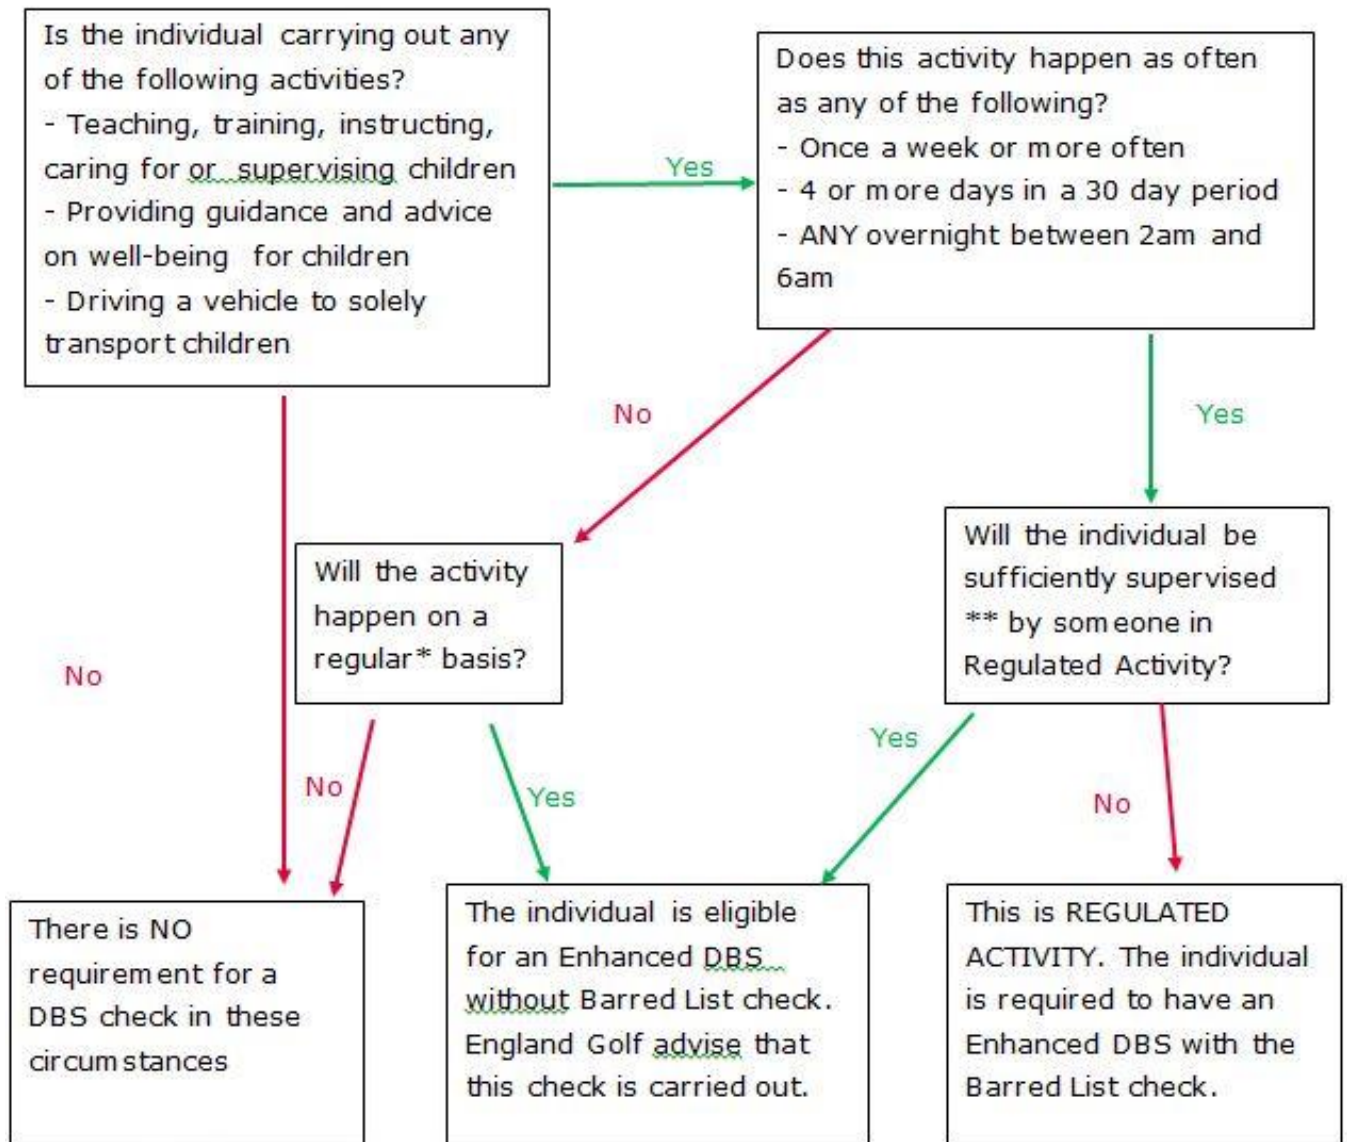 Is the individual carrying out any
of the following activities?
- Teaching, training, instructing,
caring for or supervising children
- Providing guidance and advice
on well-being for children
- Driving a vehicle to solely
transport children
Yes
Does this activity happen as often
as any of the following?
- Once a week or more often
- 4 or more days in a 30 day period
- ANY overnight between 2am and
6am
No
Yes
Will the activity
happen on a
regular* basis?
Will the individual be
sufficiently supervised
** by someone in
Regulated Activity?
No
No
Yes
Yes
No
There is NO
requirement for a
DBS check in these
circumstances
The individual is eligible
for an Enhanced DBS
without Barred List check.
England Golf advise that
this check is carried out.
This is REGULATED
ACTIVITY. The individual
is required to have an
Enhanced DBS with the
Barred List check.